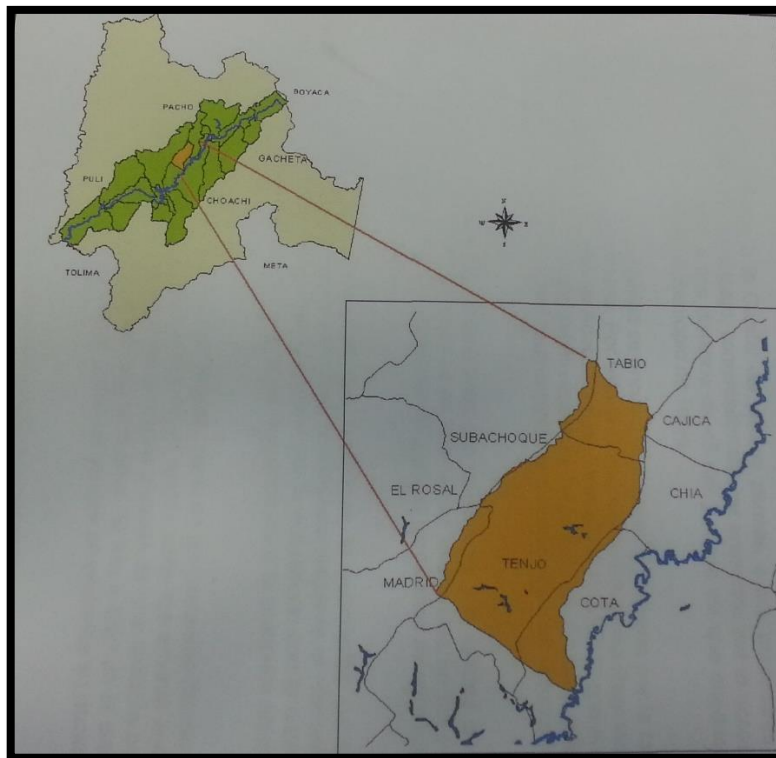 BOYACA
PACHO
GACHETA
PULI
CHOACHI
META
TOLIMA
TABIO
CAJICA
SUBACHOQUE
EL ROSAL
CHIA
TENJO
MADRID
COTA